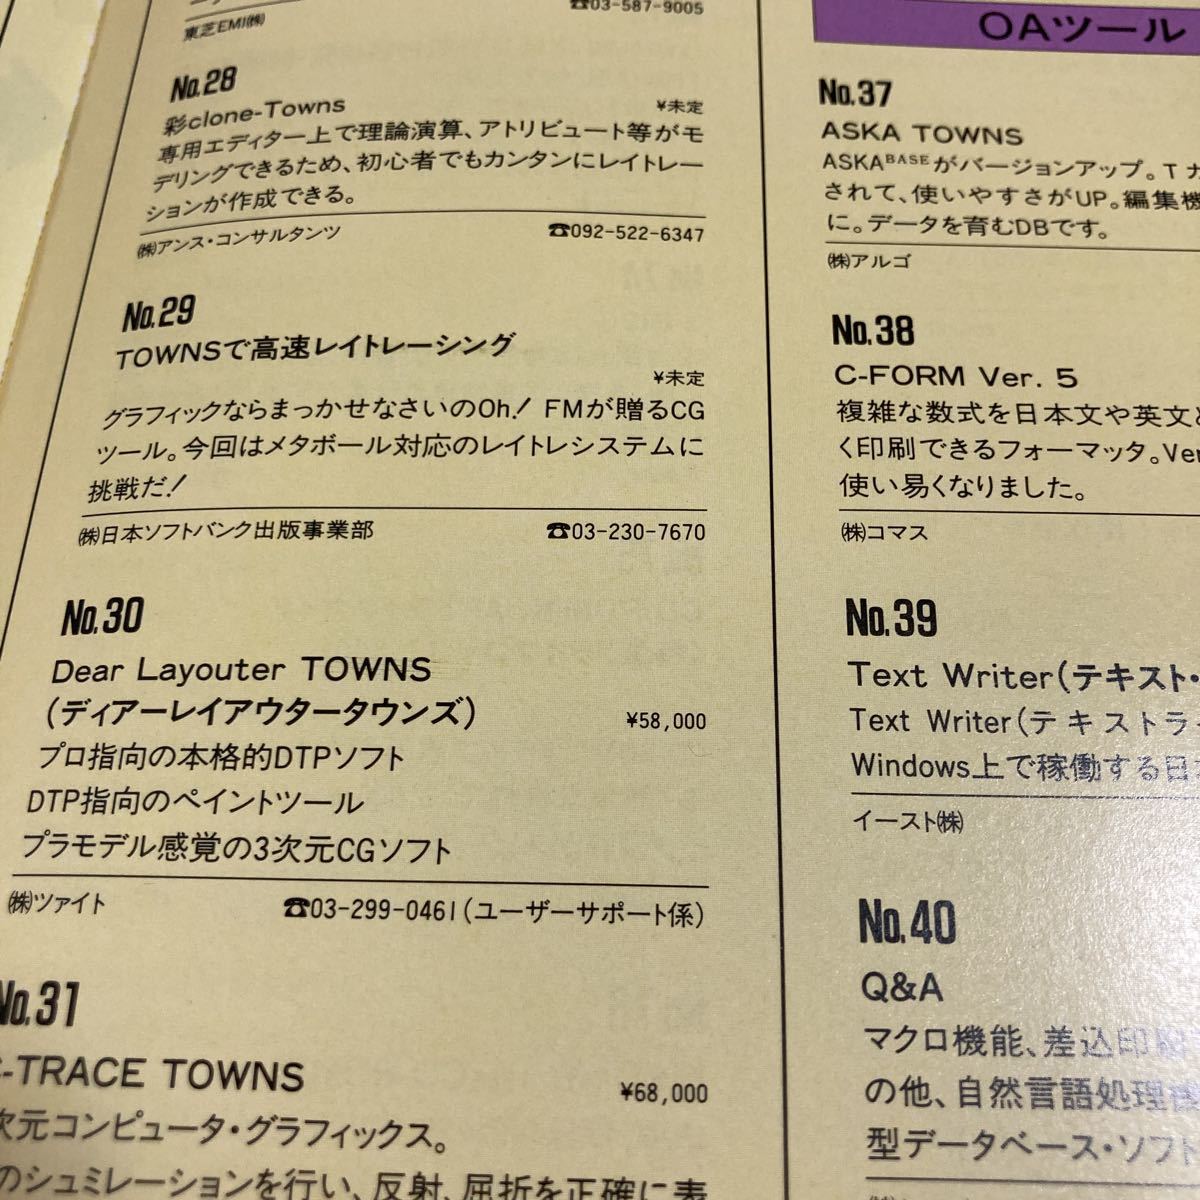 ☎03-587-9005
東芝EMI㈱
No.28
彩clone-Towns
¥未定
専用エディター上で理論演算、アトリビュート等がモ
デリングできるため、初心者でもカンタンにレイトレー
ションが作成できる。
㈱アンス・コンサルタンツ ☎092-522-6347
No.29
TOWNSで高速レイトレーシング
¥未定
グラフィックならまっかせなさいのOh! FMが贈るCG
ツール。今回はメタボール対応のレイトレシステムに
挑戦だ!
㈱日本ソフトバンク出版事業部 ☎03-230-7670
No.30
Dear Layouter TOWNS
(ディアーレイアウタータウンズ) ¥58,000
プロ指向の本格的DTPソフト
DTP指向のペイントツール
プラモデル感覚の3次元CGソフト
㈱ツァイト ☎03-299-0461(ユーザーサポート係)
No.31
-TRACE TOWNS ¥68,000
次元コンピュータ・グラフィックス。
のシュミレーションを行い、反射、屈折を正確に表
OAツール
No.37
ASKA TOWNS
ASKABASEがバージョンアップ。T
されて、使いやすさがUP。編集機
に。データを育むDBです。
㈱アルゴ
No.38
C-FORM Ver. 5
複雑な数式を日本文や英文と
く印刷できるフォーマッタ。Ver
使い易くなりました。
㈱コマス
No.39
Text Writer(テキスト・
Text Writer(テキストラ
Windows上で稼働する日
イースト㈱
No.40
Q&A
マクロ機能、差込印刷
の他、自然言語処理
型データベース・ソフト